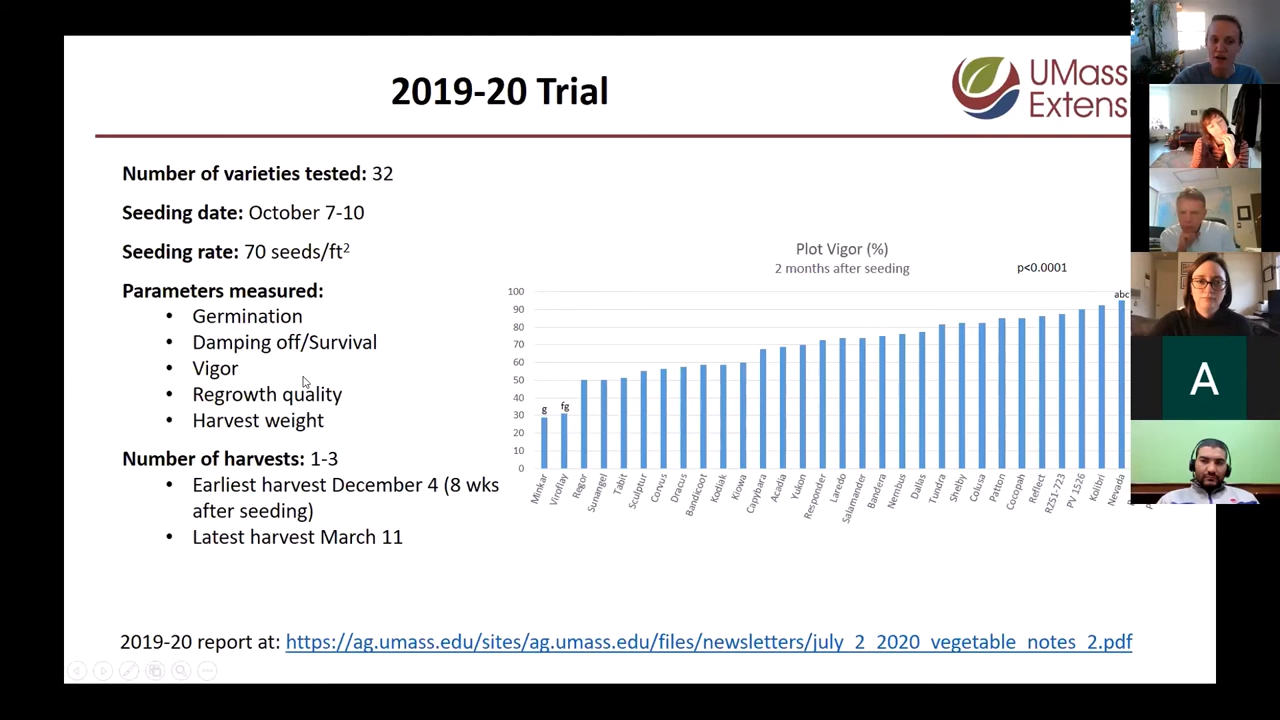 2019-20 Trial
UMass
Extens
Number of varieties tested: 32
Seeding date: October 7-10
Seeding rate: 70 seeds/ft²
Parameters measured:
• Germination
• Damping off/Survival
• Vigor
• Regrowth quality
• Harvest weight
Number of harvests: 1-3
• Earliest harvest December 4 (8 wks
after seeding)
• Latest harvest March 11
Plot Vigor (%)
2 months after seeding
p<0.0001
100
90
80
70
60
50
40
30
20
10
0
g
fg
abc
Minkar
Viroflay
Regor
Sunangel
Tabit
Sculptur
Corvus
Dracus
Bandicoot
Kodiak
Kiowa
Capybara
Acadia
Yukon
Responder
Laredo
Salamander
Bandera
Nembus
Dallas
Tundra
Shelby
Colusa
Patton
Cocopah
Reflect
RZ51-723
PV 1526
Kolibri
Nevada
A
2019-20 report at: https://ag.umass.edu/sites/ag.umass.edu/files/newsletters/july_2_2020_vegetable_notes_2.pdf